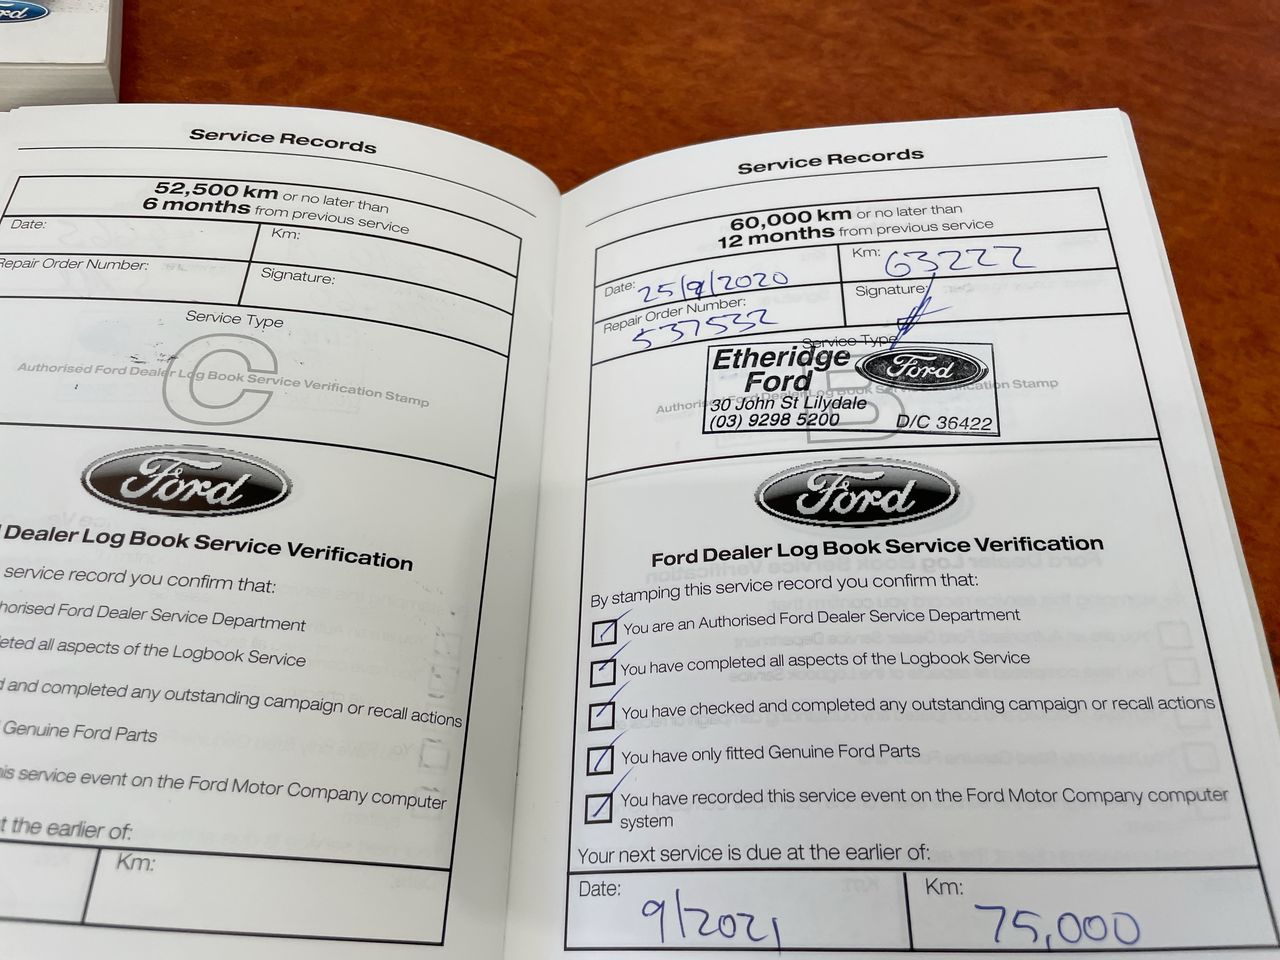 Ford
Service Records
52,500 km or no later than
6 months from previous service
Date:
Km:
Repair Order Number:
Signature:
Service Type
C
Authorised Ford Dealer Log Book Service Verification Stamp
Ford
Dealer Log Book Service Verification
service record you confirm that:
horised Ford Dealer Service Department
eted all aspects of the Logbook Service
d and completed any outstanding campaign or recall actions
Genuine Ford Parts
is service event on the Ford Motor Company computer
t the earlier of:
Km:
Service Records
60,000 km or no later than
12 months from previous service
Date: 25/9/2020
Km: 63222
Repair Order Number:
537532
Signature:
Service Type
B
Authorised Ford Dealer Log Book Service Verification Stamp
Etheridge
Ford
Ford
30 John St Lilydale
(03) 9298 5200 D/C 36422
Ford
Ford Dealer Log Book Service Verification
By stamping this service record you confirm that:
You are an Authorised Ford Dealer Service Department
You have completed all aspects of the Logbook Service
You have checked and completed any outstanding campaign or recall actions
You have only fitted Genuine Ford Parts
You have recorded this service event on the Ford Motor Company computer
system
Your next service is due at the earlier of:
Date:
9/2021
Km:
75,000